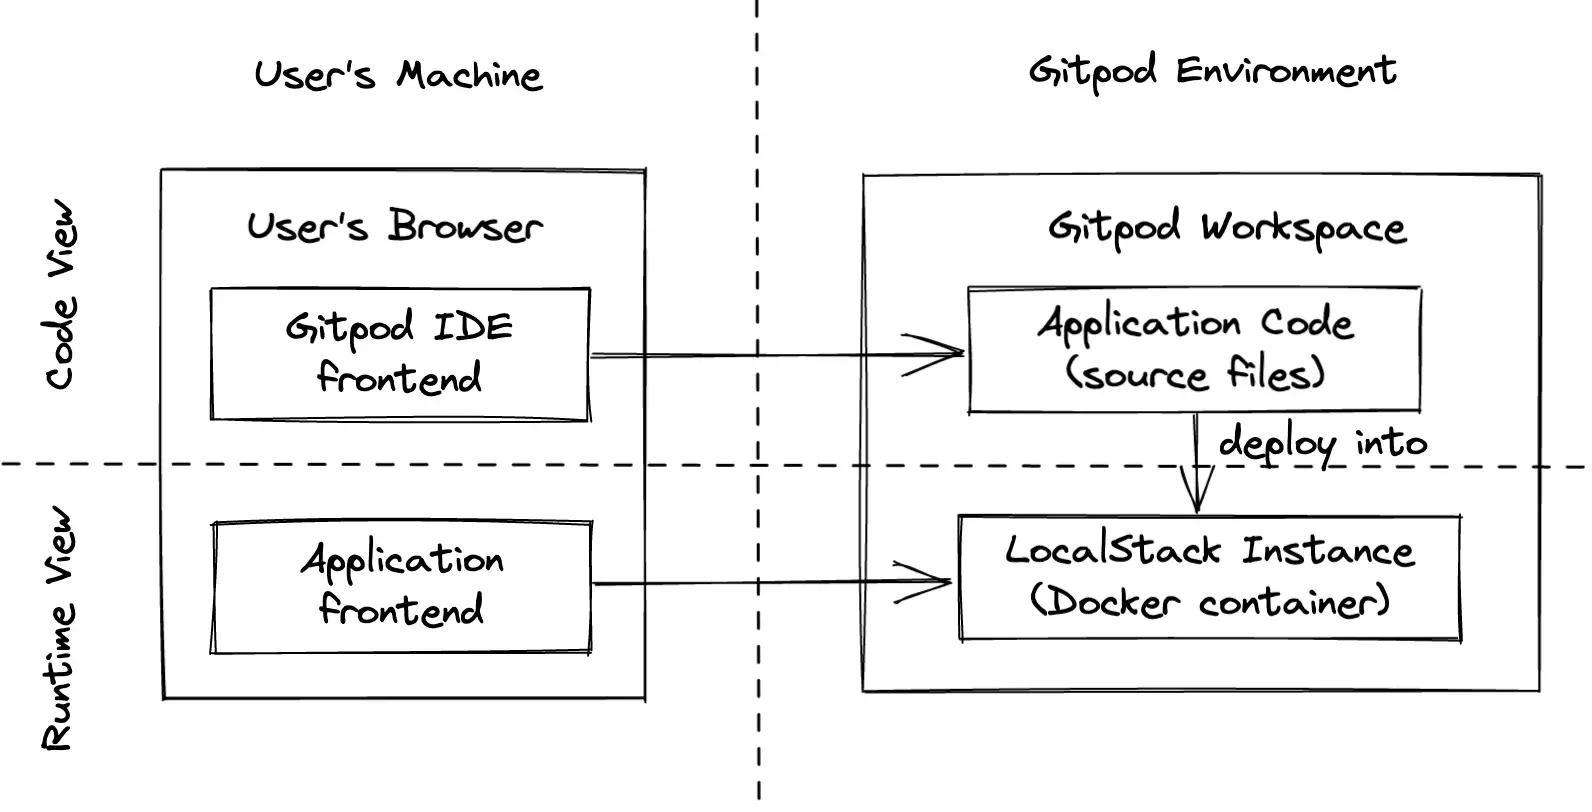 User's Machine
Gitpod Environment
Code View
User's Browser
Gitpod IDE
frontend
Gitpod Workspace
Application Code
(source files)
deploy into
Runtime View
Application
frontend
LocalStack Instance
(Docker container)